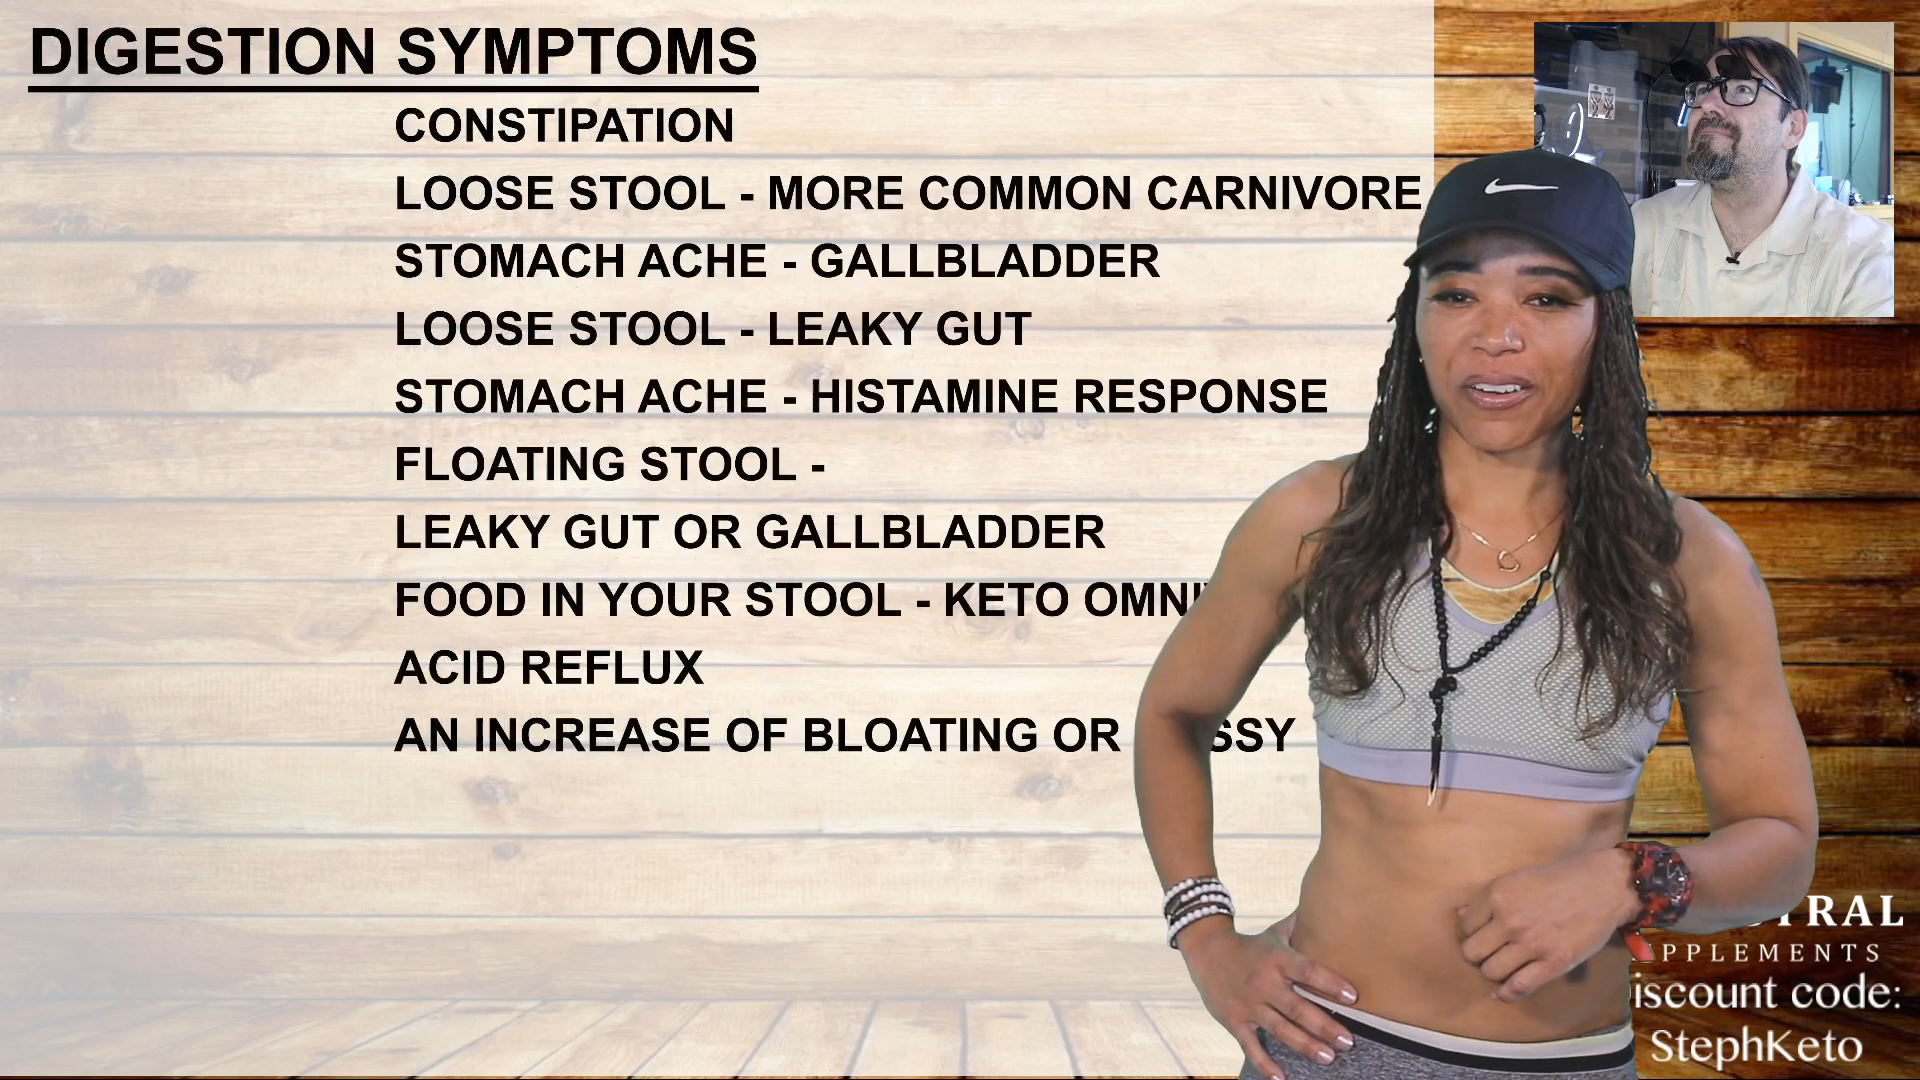 DIGESTION SYMPTOMS
CONSTIPATION
LOOSE STOOL - MORE COMMON CARNIVORE
STOMACH ACHE - GALLBLADDER
LOOSE STOOL - LEAKY GUT
STOMACH ACHE - HISTAMINE RESPONSE
FLOATING STOOL -
LEAKY GUT OR GALLBLADDER
FOOD IN YOUR STOOL - KETO
ACID REFLUX
AN INCREASE OF BLOATING OR
code:
StephKeto